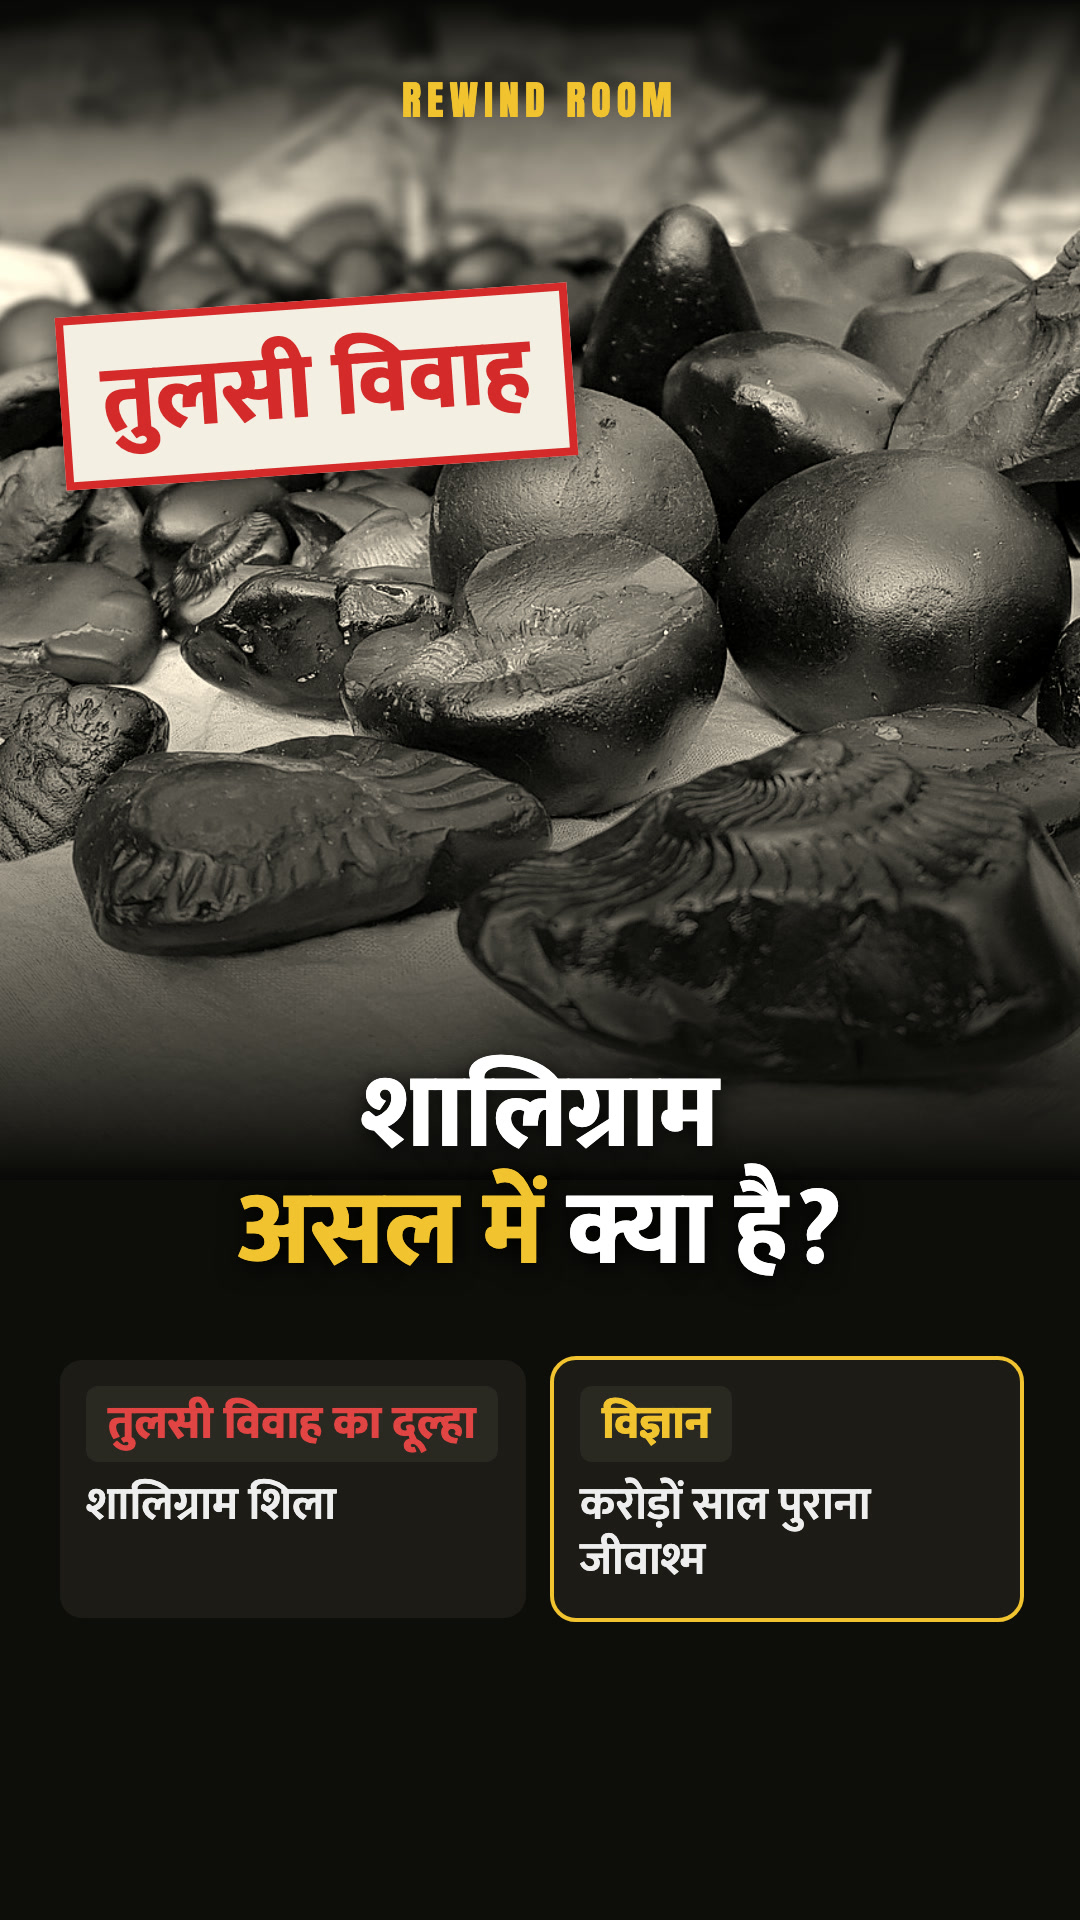 REWIND ROOM
तुलसी विवाह
शालिग्राम
असल में क्या है?
तुलसी विवाह का दूल्हा
शालिग्राम शिला
विज्ञान
करोड़ों साल पुराना
जीवाश्म